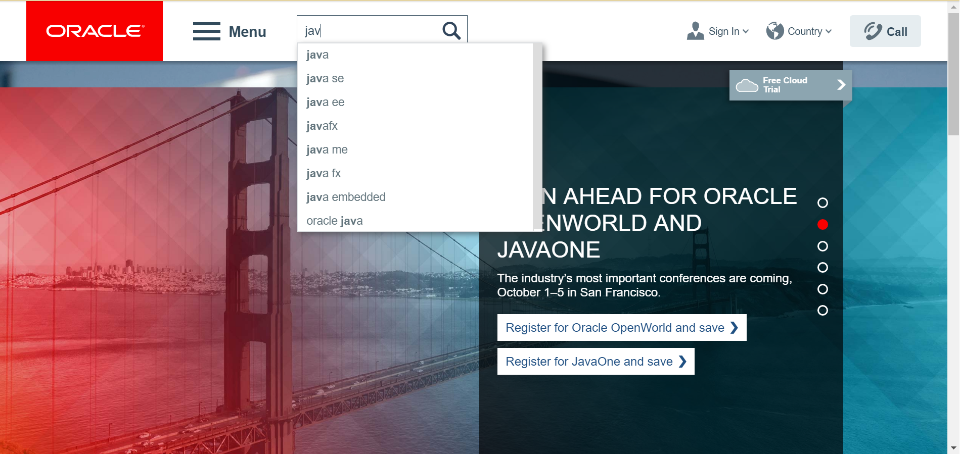 ORACLE
Menu
jav
Sign In
Country
Call
java
java se
java ee
javafx
java me
java fx
java embedded
oracle java
Free Cloud
Trial
N AHEAD FOR ORACLE
ENWORLD AND
JAVAONE
The industry's most important conferences are coming,
October 1–5 in San Francisco.
Register for Oracle OpenWorld and save
Register for JavaOne and save